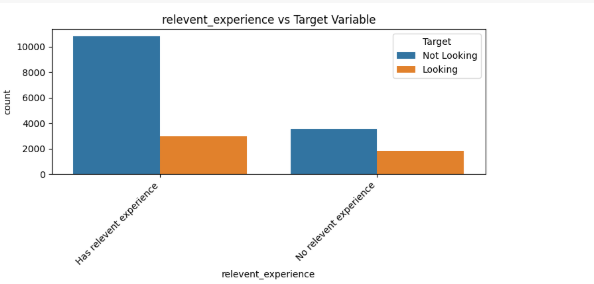 relevent_experience vs Target Variable
Target
Not Looking
Looking
10000
8000
6000
4000
2000
0
count
Has relevent experience
No relevent experience
relevent_experience